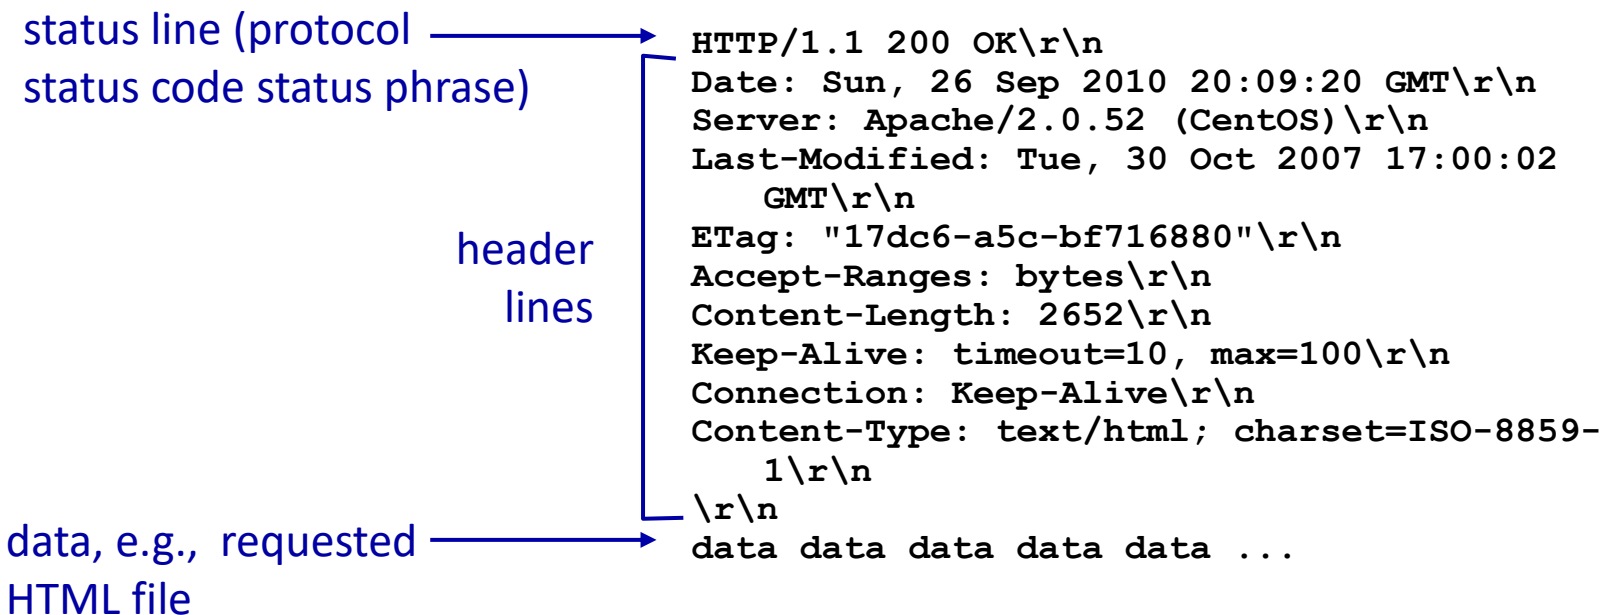 status line (protocol
status code status phrase)
header
lines
data, e.g., requested
HTML file
HTTP/1.1 200 OK\r\n
Date: Sun, 26 Sep 2010 20:09:20 GMT\r\n
Server: Apache/2.0.52 (CentOS)\r\n
Last-Modified: Tue, 30 Oct 2007 17:00:02
GMT\r\n
ETag: "17dc6-a5c-bf716880"\r\n
Accept-Ranges: bytes\r\n
Content-Length: 2652\r\n
Keep-Alive: timeout=10, max=100\r\n
Connection: Keep-Alive\r\n
Content-Type: text/html; charset=ISO-8859-
1\r\n
\r\n
data data data data data ...